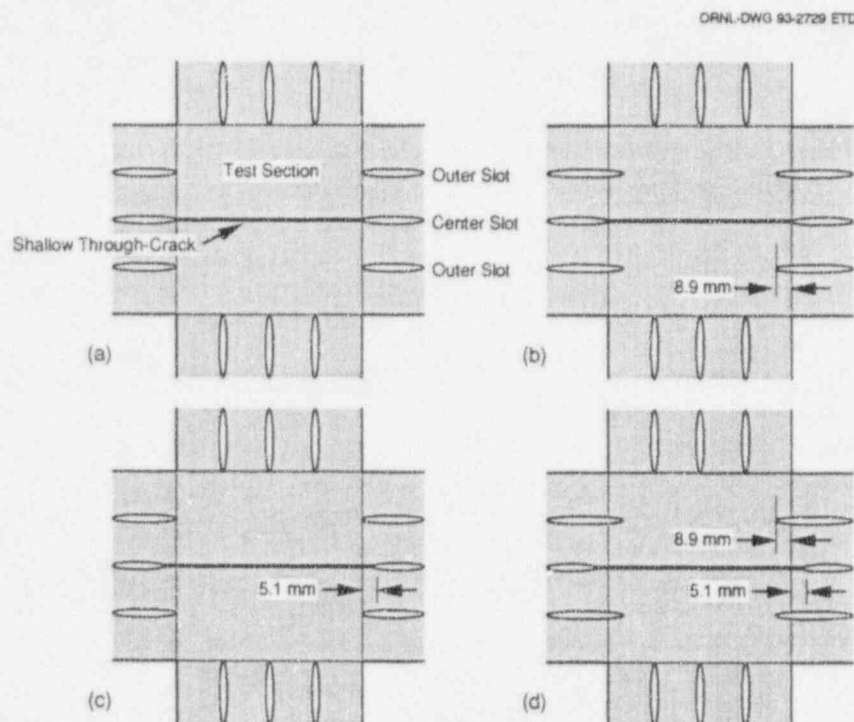 ORNL-DWG 93-2729 ETD
Test Section
Outer Slot
Center Slot
Shallow Through-Crack
Outer Slot
8.9 mm
(a)
(b)
8.9 mm
5.1 mm
5.1 mm
(c)
(d)